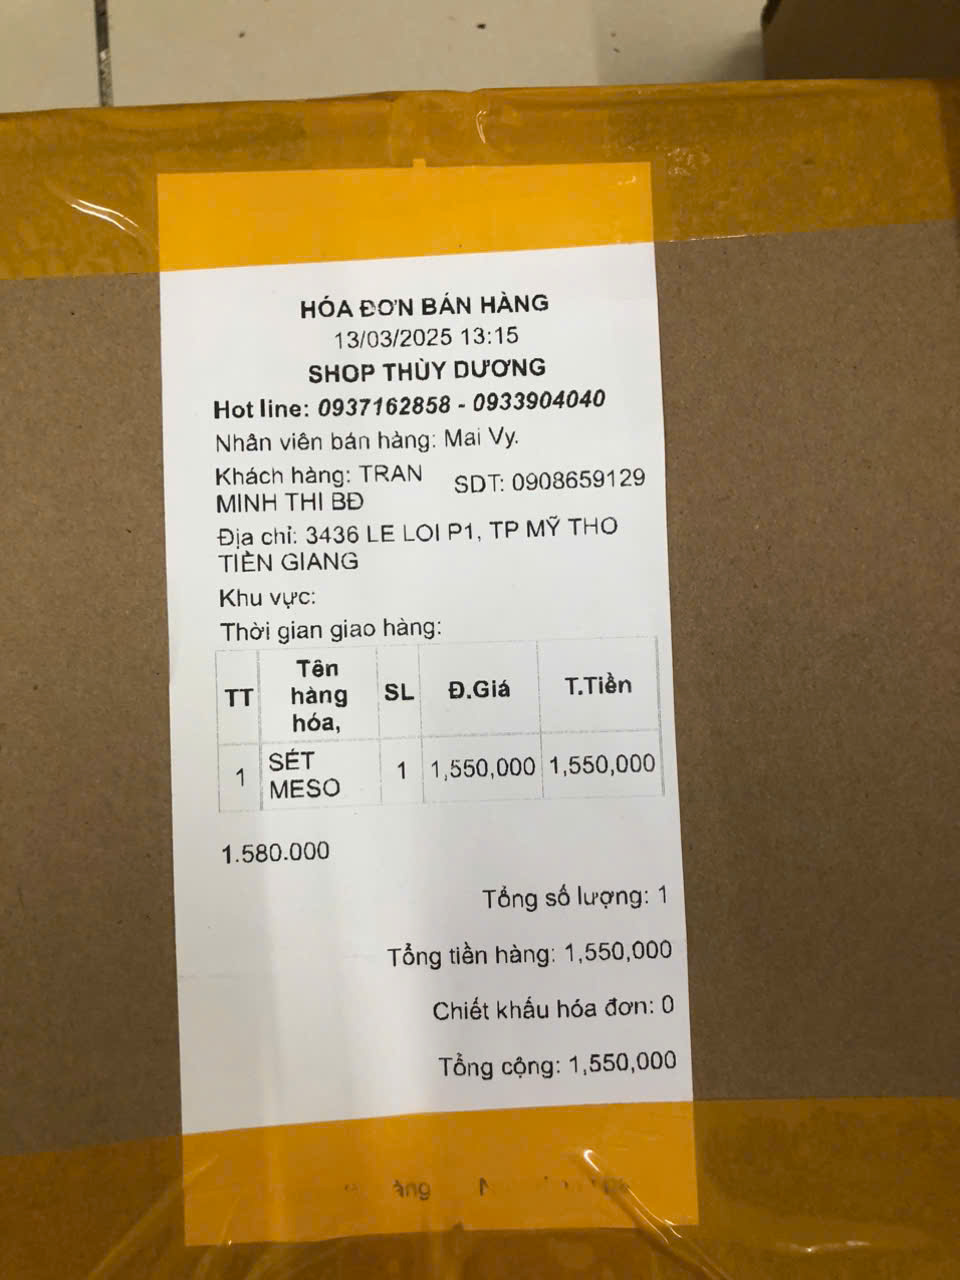 HÓA ĐƠN BÁN HÀNG
13/03/2025 13:15
SHOP THÙY DƯƠNG
Hot line: 0937162858 - 0933904040
Nhân viên bán hàng: Mai Vy.
Khách hàng: TRAN MINH THI BĐ
SDT: 0908659129
Địa chỉ: 3436 LE LOI P1, TP MỸ THO
TIỀN GIANG
Khu vực:
Thời gian giao hàng:
TT Tên hàng hóa, SL Đ.Giá T.Tiền
1 SÉT MESO 1 1,550,000 1,550,000
1.580.000
Tổng số lượng: 1
Tổng tiền hàng: 1,550,000
Chiết khấu hóa đơn: 0
Tổng cộng: 1,550,000